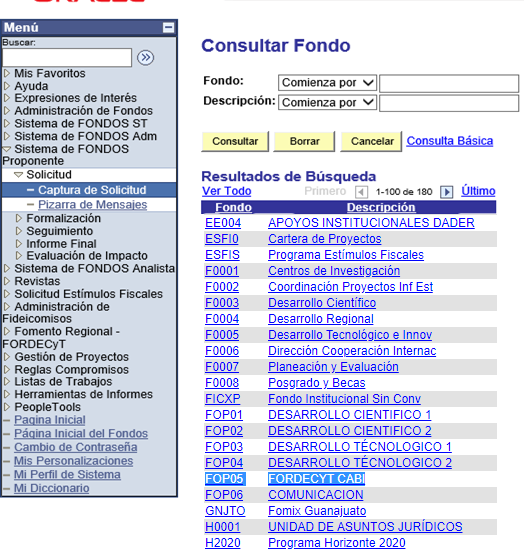 Menú
Buscar:
Mis Favoritos
Ayuda
Expresiones de Interés
Administración de Fondos
Sistema de FONDOS ST
Sistema de FONDOS Adm
Sistema de FONDOS
Proponente
Solicitud
Captura de Solicitud
Pizarra de Mensajes
Formalización
Seguimiento
Informe Final
Evaluación de Impacto
Sistema de FONDOS Analista
Revistas
Solicitud Estímulos Fiscales
Administración de
Fideicomisos
Fomento Regional -
FORDECyT
Gestión de Proyectos
Reglas Compromisos
Listas de Trabajos
Herramientas de Informes
PeopleTools
Pagina Inicial
Página Inicial del Fondos
Cambio de Contraseña
Mis Personalizaciones
Mi Perfil de Sistema
Mi Diccionario
Consultar Fondo
Fondo: Comienza por
Descripción: Comienza por
Consultar Borrar Cancelar Consulta Básica
Resultados de Búsqueda
Ver Todo Primero 1-100 de 180 Último
Fondo Descripción
EE004 APOYOS INSTITUCIONALES DADER
ESFI0 Cartera de Proyectos
ESFIS Programa Estímulos Fiscales
F0001 Centros de Investigación
F0002 Coordinación Proyectos Inf Est
F0003 Desarrollo Científico
F0004 Desarrollo Regional
F0005 Desarrollo Tecnológico e Innov
F0006 Dirección Cooperación Internac
F0007 Planeación y Evaluación
F0008 Posgrado y Becas
FICXP Fondo Institucional Sin Conv
FOP01 DESARROLLO CIENTIFICO 1
FOP02 DESARROLLO CIENTIFICO 2
FOP03 DESARROLLO TÉCNOLOGICO 1
FOP04 DESARROLLO TÉCNOLOGICO 2
FOP05 FORDECYT CABI
FOP06 COMUNICACION
GNJTO Fomix Guanajuato
H0001 UNIDAD DE ASUNTOS JURÍDICOS
H2020 Programa Horizonte 2020